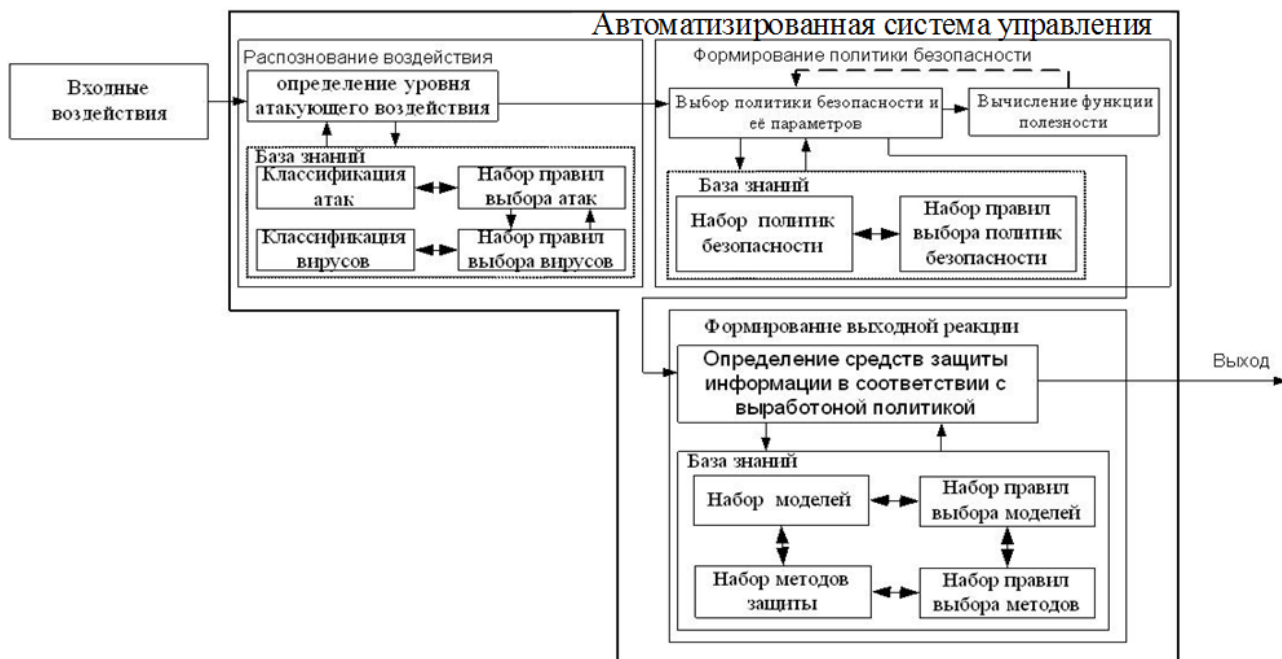 Автоматизированная система управления
Распознование воздействия
Формирование политики безопасности
Входные
воздействия
определение уровня
атакующего воздействия
Выбор политики безопасности и
её параметров
Вычисление функции
полезности
База знаний
Классификация
атак
Набор правил
выбора атак
Классификация
вирусов
Набор правил
выбора вирусов
База знаний
Набор политик
безопасности
Набор правил
выбора политик
безопасности
Формирование выходной реакции
Определение средств защиты
информации в соответствии с
выработоной политикой
Выход
База знаний
Набор моделей
Набор правил
выбора моделей
Набор методов
защиты
Набор правил
выбора методов